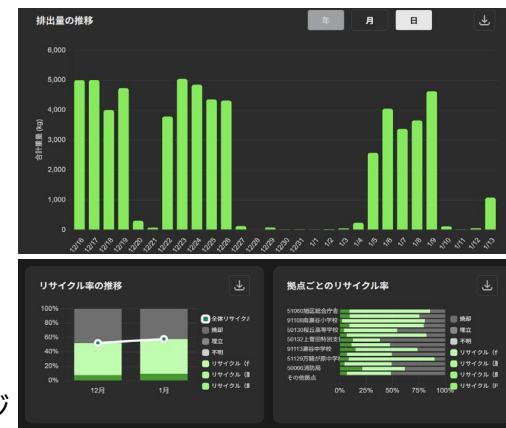 排出量の推移
年 月 日
6,000
5,000
4,000
3,000
2,000
1,000
0
合計重量 (kg)
12/16 12/17 12/18 12/19 12/20 12/21 12/22 12/23 12/24 12/25 12/26 12/27 12/28 12/29 12/30 12/31 1/1 1/2 1/3 1/4 1/5 1/6 1/7 1/8 1/9 1/10 1/11 1/12 1/13
リサイクル率の推移
100%
80%
60%
40%
20%
0%
12月 1月
全体リサイクル
焼却
埋立
不明
リサイクル（
リサイクル（
リサイクル（
拠点ごとのリサイクル率
51060旭区総合庁舎
91108南瀬谷小学校
50130桜丘高等学校
50132上菅田特別支
91113瀬谷中学校
51129万騎が原中学
50066消防局
その他拠点
0% 25% 50% 75% 100%
焼却
埋立
不明
リサイクル（
リサイクル（
リサイクル（
ジ